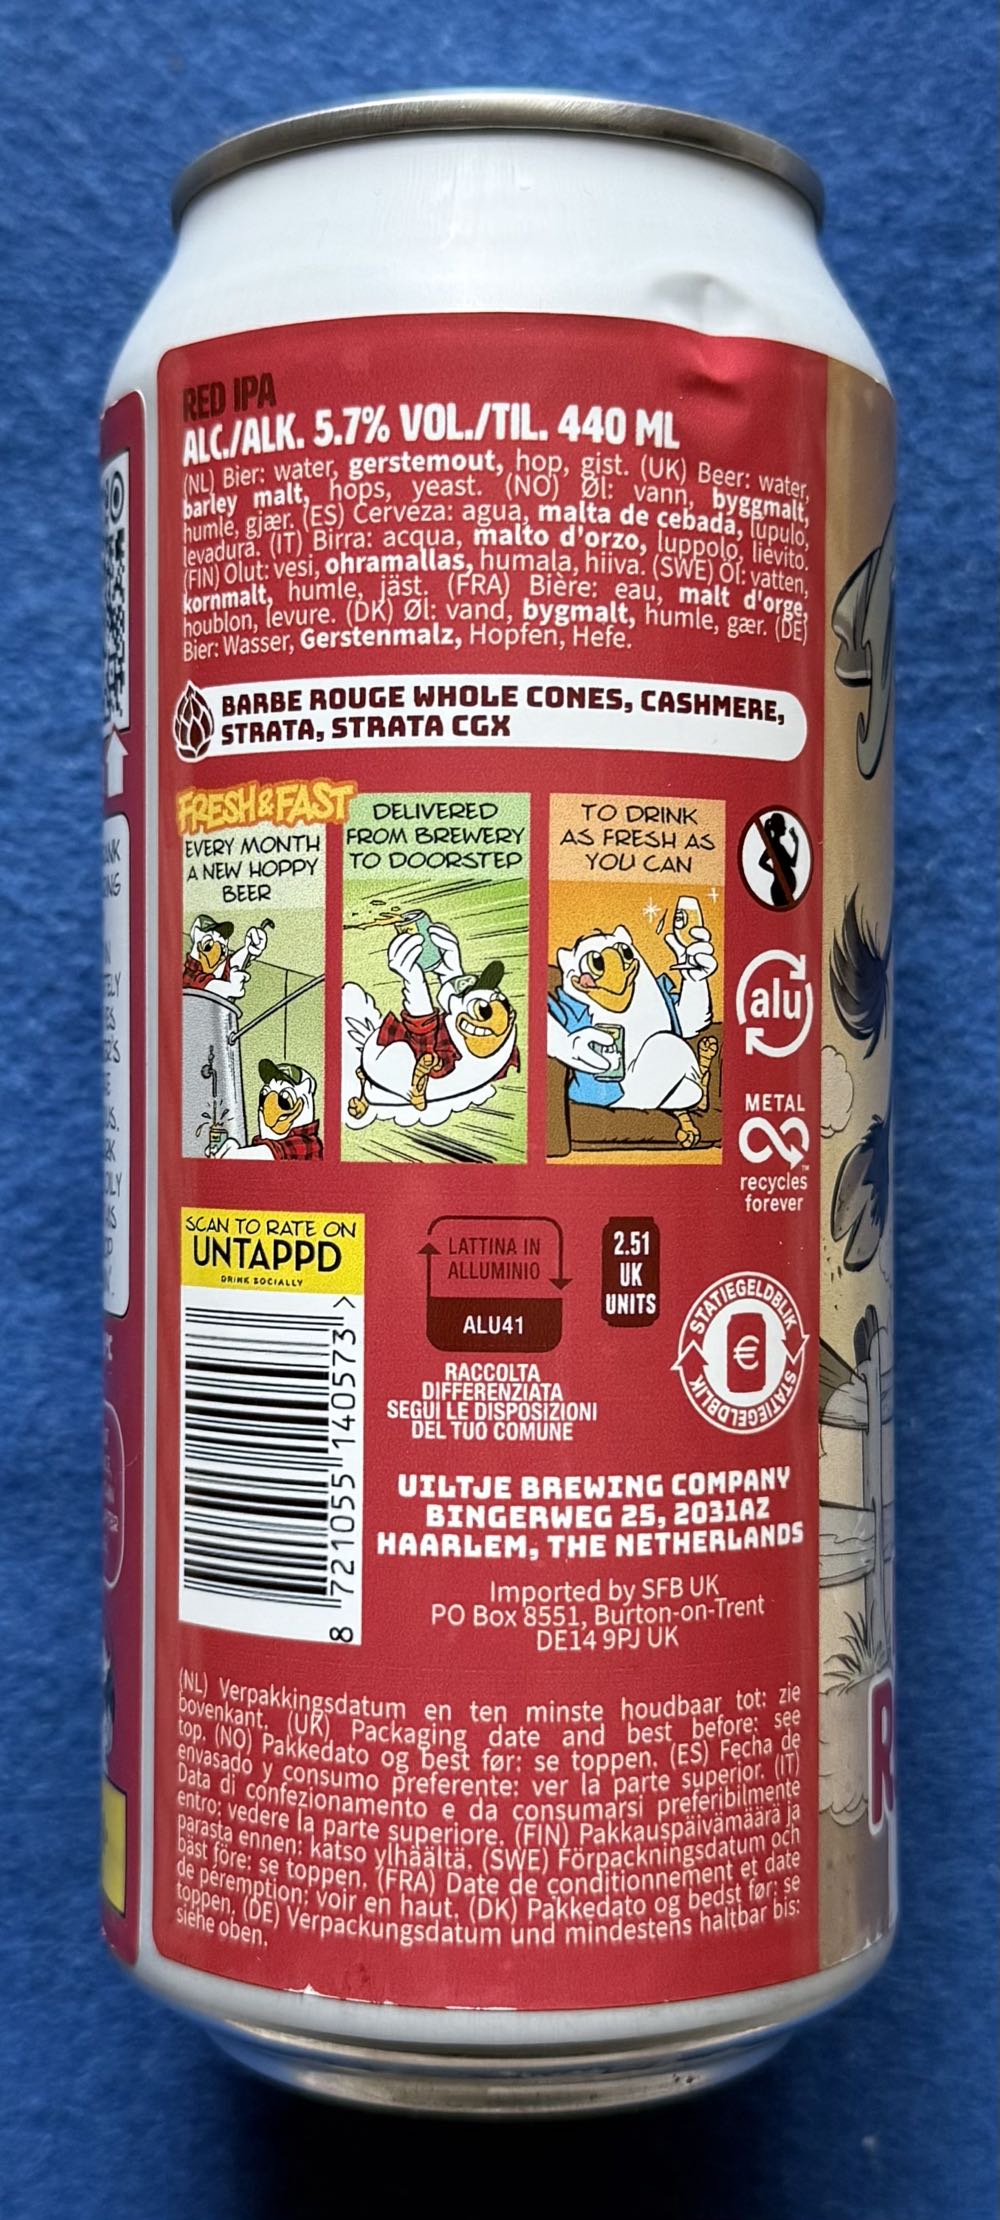 RED IPA
ALC./ALK. 5.7% VOL./TIL. 440 ML
(NL) Bier: water, gerstemout, hop, gist. (UK) Beer: water,
barley malt, hops, yeast. (NO) Øl: vann, byggmalt,
humle, gjær. (ES) Cerveza: agua, malta de cebada, lúpulo,
levadura. (IT) Birra: acqua, malto d'orzo, luppolo, lievito.
(FIN) Olut: vesi, ohramallas, humala, hiiva. (SWE) Öl: vatten,
kornmalt, humle, jäst. (FRA) Bière: eau, malt d'orge,
houblon, levure. (DK) Øl: vand, bygmalt, humle, gær. (DE)
Bier: Wasser, Gerstenmalz, Hopfen, Hefe.
BARBE ROUGE WHOLE CONES, CASHMERE,
STRATA, STRATA CGX
FRESH & FAST
EVERY MONTH
A NEW HOPPY
BEER
DELIVERED
FROM BREWERY
TO DOORSTEP
TO DRINK
AS FRESH AS
YOU CAN
alu
METAL
recycles
forever
SCAN TO RATE ON
UNTAPPD
DRINK SOCIALLY
8 721055 140573 >
LATTINA IN
ALLUMINIO
ALU41
RACCOLTA
DIFFERENZIATA
SEGUI LE DISPOSIZIONI
DEL TUO COMUNE
2.51
UK
UNITS
STATIEGELDBLIK
€
STATIEGELDBLIK
UILTJE BREWING COMPANY
BINGERWEG 25, 2031AZ
HAARLEM, THE NETHERLANDS
Imported by SFB UK
PO Box 8551, Burton-on-Trent
DE14 9PJ UK
(NL) Verpakkingsdatum en ten minste houdbaar tot: zie
bovenkant. (UK) Packaging date and best before: see
top. (NO) Pakkedato og best før: se toppen. (ES) Fecha de
envasado y consumo preferente: ver la parte superior. (IT)
Data di confezionamento e da consumarsi preferibilmente
entro: vedere la parte superiore. (FIN) Pakkauspäivämäärä ja
parasta ennen: katso ylhäältä. (SWE) Förpackningsdatum och
bäst före: se toppen. (FRA) Date de conditionnement et date
de péremption: voir en haut. (DK) Pakkedato og bedst før: se
toppen. (DE) Verpackungsdatum und mindestens haltbar bis:
siehe oben.